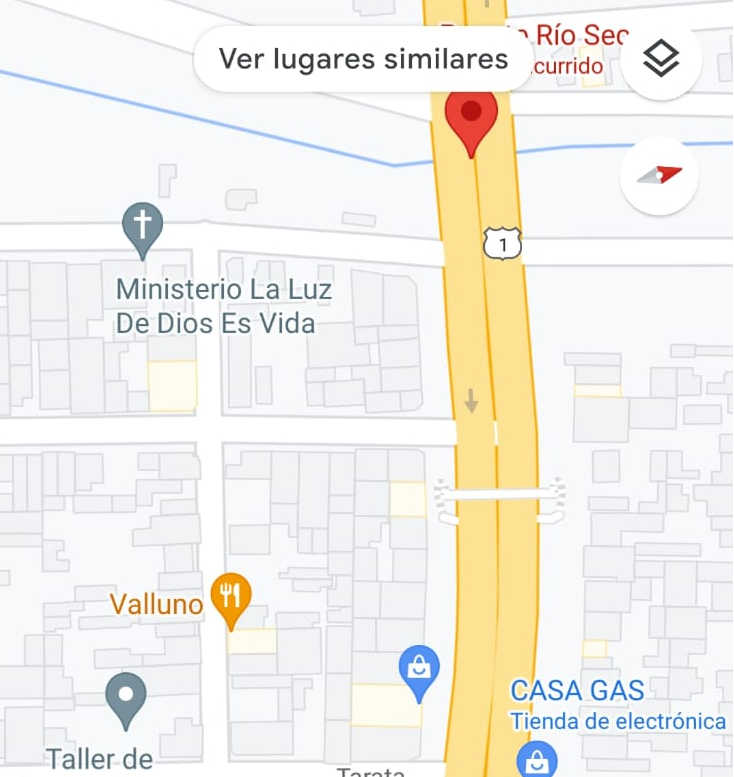 Ver lugares similares
Río Sec
currido
1
Ministerio La Luz
De Dios Es Vida
Valluno
CASA GAS
Tienda de electrónica
Taller de
Tarata